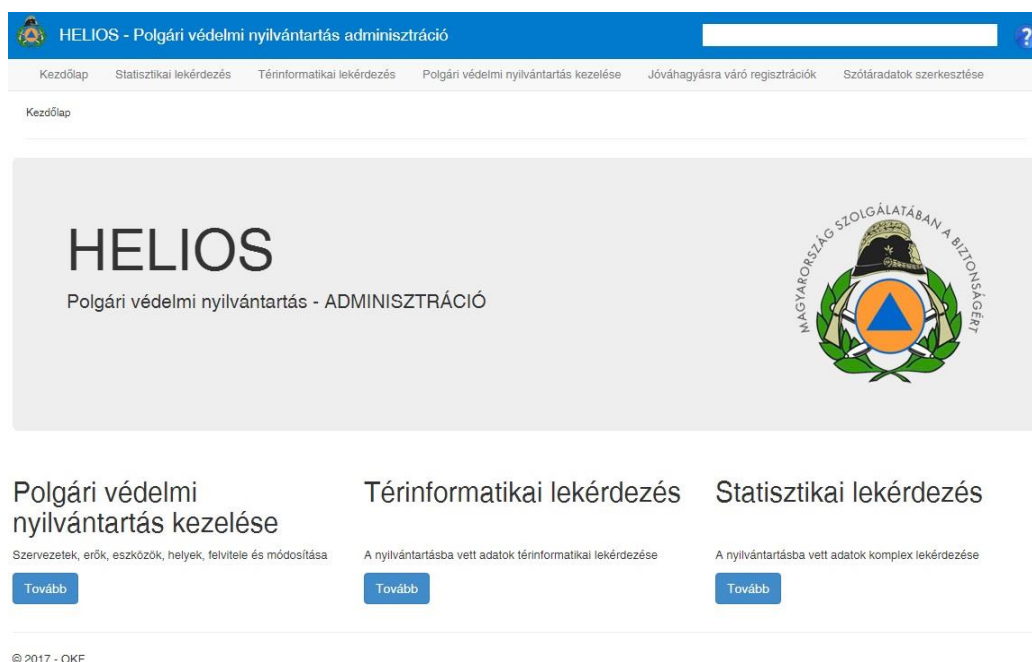 HELIOS - Polgári védelmi nyilvántartás adminisztráció
?
Kezdőlap Statisztikai lekérdezés Térinformatikai lekérdezés Polgári védelmi nyilvántartás kezelése Jóváhagyásra váró regisztrációk Szótáradatok szerkesztése
Kezdőlap
HELIOS
Polgári védelmi nyilvántartás - ADMINISZTRÁCIÓ
MAGYARORSZÁG SZOLGÁLATÁBAN A BIZTONSÁGÉRT
Polgári védelmi
nyilvántartás kezelése
Szervezetek, erők, eszközök, helyek, felvitele és módosítása
Tovább
Térinformatikai lekérdezés
A nyilvántartásba vett adatok térinformatikai lekérdezése
Tovább
Statisztikai lekérdezés
A nyilvántartásba vett adatok komplex lekérdezése
Tovább
© 2017 - OKF